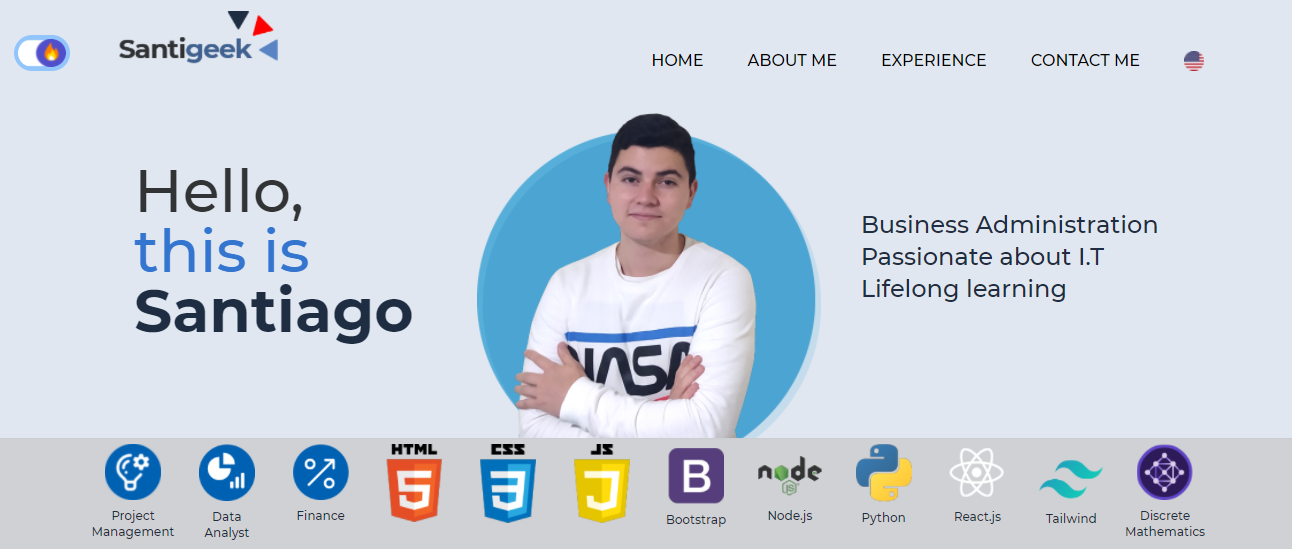 Santigeek
HOME ABOUT ME EXPERIENCE CONTACT ME
Hello,
this is
Santiago
Business Administration
Passionate about I.T
Lifelong learning
NASA
Project
Management
Data
Analyst
Finance
HTML
5
CSS
3
JS
J
B
Bootstrap
node
JS
Node.js
Python
React.js
Tailwind
Discrete
Mathematics